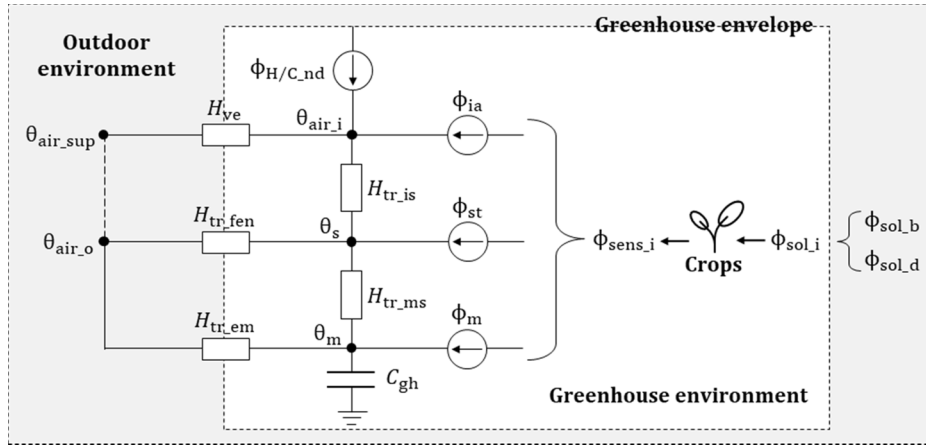 Outdoor
environment
Greenhouse envelope
ϕH/C_nd
Hve
θair_sup
θair_i
ϕia
Htr_is
Htr_fen
θair_o
θs
ϕst
ϕsens_i
Crops
ϕsol_i
ϕsol_b
ϕsol_d
Htr_ms
Htr_em
θm
ϕm
Cgh
Greenhouse environment